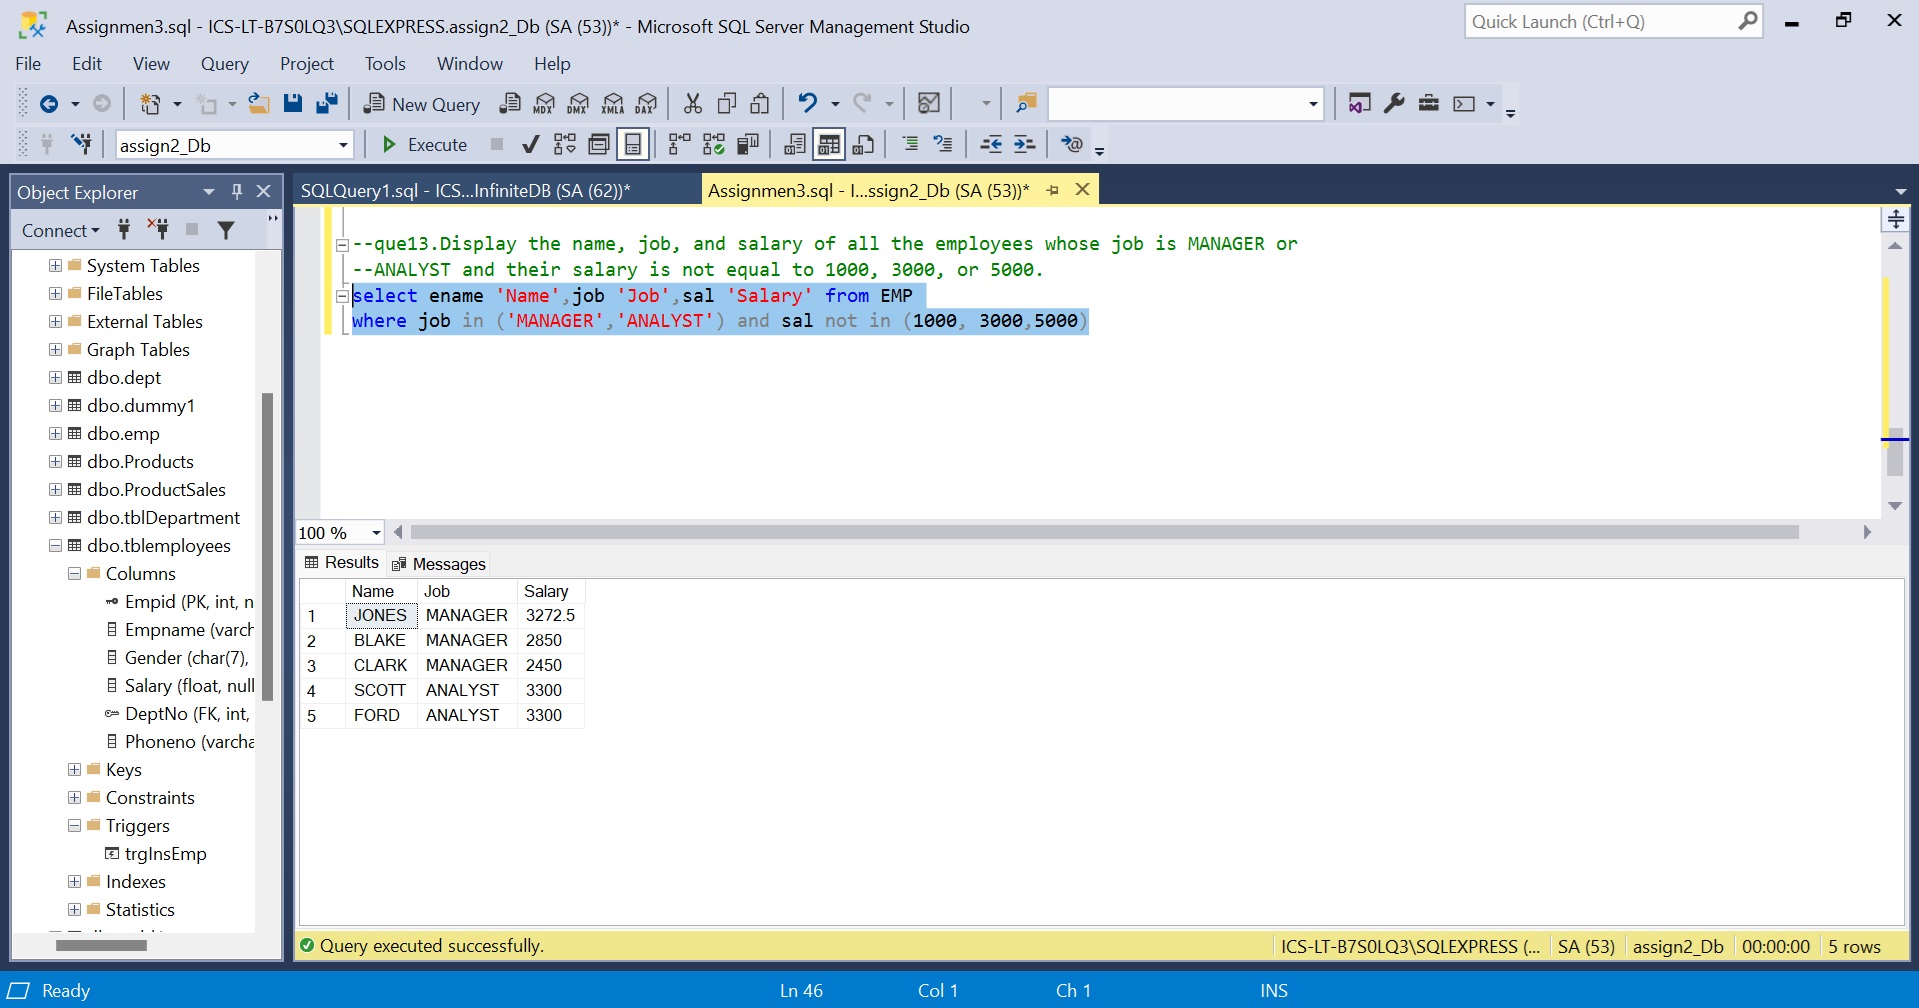 Assignmen3.sql - ICS-LT-B7S0LQ3\SQLEXPRESS.assign2_Db (SA (53))* - Microsoft SQL Server Management Studio
Quick Launch (Ctrl+Q)
File Edit View Query Project Tools Window Help
New Query MDX DMX XMLA DAX
assign2_Db Execute
Object Explorer
SQLQuery1.sql - ICS...InfiniteDB (SA (62))*
Assignmen3.sql - I...ssign2_Db (SA (53))*
Connect
System Tables
FileTables
External Tables
Graph Tables
dbo.dept
dbo.dummy1
dbo.emp
dbo.Products
dbo.ProductSales
dbo.tblDepartment
dbo.tblemployees
Columns
Empid (PK, int, n
Empname (varch
Gender (char(7),
Salary (float, null
DeptNo (FK, int,
Phoneno (varcha
Keys
Constraints
Triggers
trgInsEmp
Indexes
Statistics
--que13.Display the name, job, and salary of all the employees whose job is MANAGER or
--ANALYST and their salary is not equal to 1000, 3000, or 5000.
select ename 'Name',job 'Job',sal 'Salary' from EMP
where job in ('MANAGER','ANALYST') and sal not in (1000, 3000,5000)
100 %
Results Messages
Name Job Salary
1 JONES MANAGER 3272.5
2 BLAKE MANAGER 2850
3 CLARK MANAGER 2450
4 SCOTT ANALYST 3300
5 FORD ANALYST 3300
Query executed successfully.
ICS-LT-B7S0LQ3\SQLEXPRESS (... SA (53) assign2_Db 00:00:00 5 rows
Ready Ln 46 Col 1 Ch 1 INS